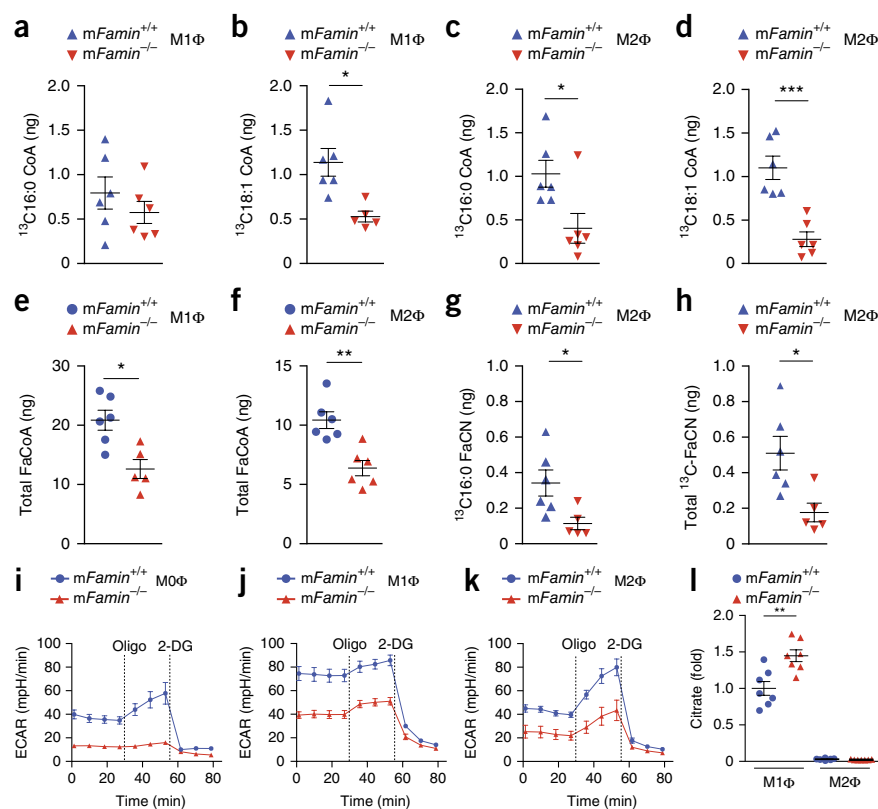 a
mFamin+/+
mFamin−/−
M1Φ
13C16:0 CoA (ng)
2.0
1.5
1.0
0.5
0
b
mFamin+/+
mFamin−/−
M1Φ
*
13C18:1 CoA (ng)
2.0
1.5
1.0
0.5
0
c
mFamin+/+
mFamin−/−
M2Φ
*
13C16:0 CoA (ng)
2.0
1.5
1.0
0.5
0
d
mFamin+/+
mFamin−/−
M2Φ
***
13C18:1 CoA (ng)
2.0
1.5
1.0
0.5
0
e
mFamin+/+
mFamin−/−
M1Φ
*
Total FaCoA (ng)
30
20
10
0
f
mFamin+/+
mFamin−/−
M2Φ
**
Total FaCoA (ng)
15
10
5
0
g
mFamin+/+
mFamin−/−
M2Φ
*
13C16:0 FaCN (ng)
1.0
0.8
0.6
0.4
0.2
0
h
mFamin+/+
mFamin−/−
M2Φ
*
Total 13C-FaCN (ng)
1.0
0.8
0.6
0.4
0.2
0
i
mFamin+/+
mFamin−/−
M0Φ
Oligo 2-DG
ECAR (mpH/min)
100
80
60
40
20
0
0 20 40 60 80
Time (min)
j
mFamin+/+
mFamin−/−
M1Φ
Oligo 2-DG
ECAR (mpH/min)
100
80
60
40
20
0
0 20 40 60 80
Time (min)
k
mFamin+/+
mFamin−/−
M2Φ
Oligo 2-DG
ECAR (mpH/min)
100
80
60
40
20
0
0 20 40 60 80
Time (min)
l
mFamin+/+
mFamin−/−
**
Citrate (fold)
2.0
1.5
1.0
0.5
0
M1Φ M2Φ